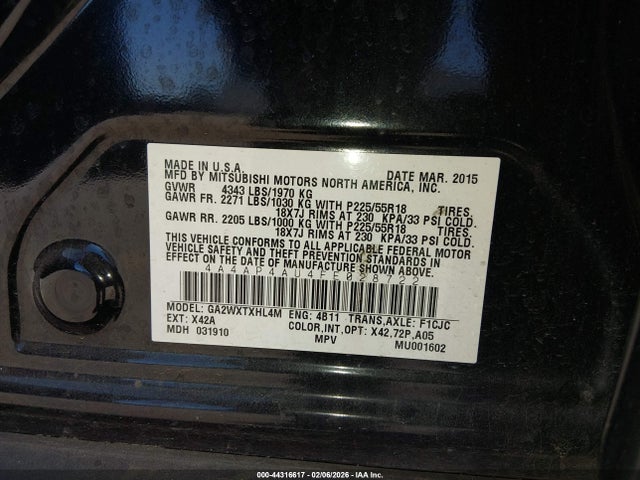 MADE IN U.S.A. DATE MAR. 2015
MFD BY MITSUBISHI MOTORS NORTH AMERICA, INC.
GVWR 4343 LBS/1970 KG
GAWR FR. 2271 LBS/1030 KG WITH P225/55R18 TIRES,
18X7J RIMS AT 230 KPA/33 PSI COLD.
GAWR RR. 2205 LBS/1000 KG WITH P225/55R18 TIRES,
18X7J RIMS AT 230 KPA/33 PSI COLD.
THIS VEHICLE CONFORMS TO ALL APPLICABLE FEDERAL MOTOR
VEHICLE SAFETY AND THEFT PREVENTION STANDARDS IN
EFFECT ON THE DATE OF MANUFACTURE SHOWN ABOVE.
4A4AP4AU4FE028722
MODEL: GA2WXTXHL4M ENG: 4B11 TRANS,AXLE: F1CJC
EXT: X42A COLOR,INT,OPT: X42,72P,A05
MDH 031910 MPV MU001602
000-44316617 - 02/06/2026 - IAA Inc.